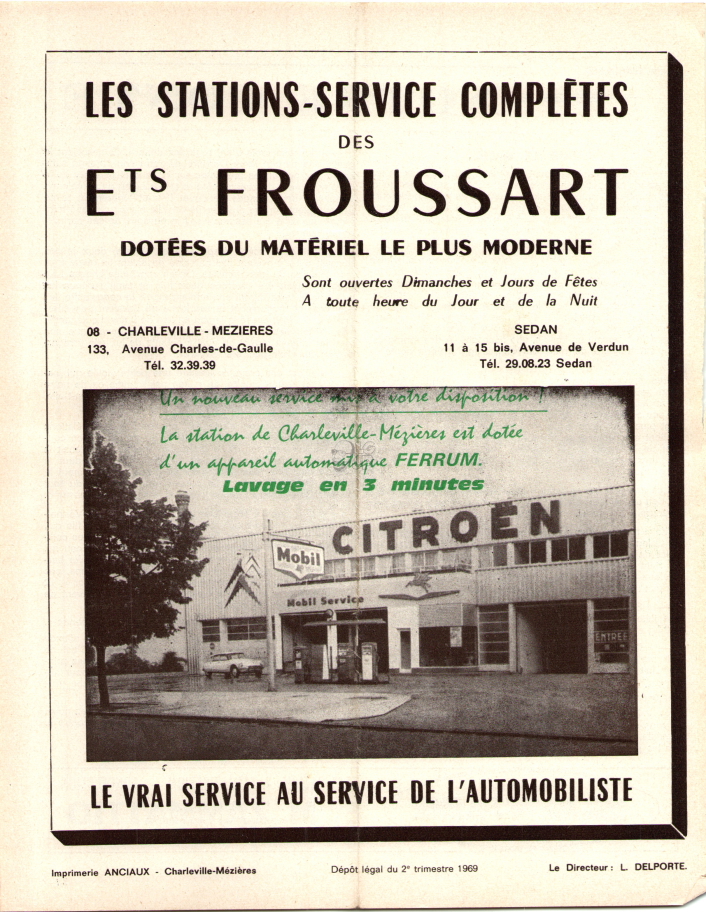 LES STATIONS-SERVICE COMPLÈTES
DES
ETS FROUSSART
DOTÉES DU MATÉRIEL LE PLUS MODERNE
Sont ouvertes Dimanches et Jours de Fêtes
A toute heure du Jour et de la Nuit
08 - CHARLEVILLE - MEZIERES
133, Avenue Charles-de-Gaulle
Tél. 32.39.39
SEDAN
11 à 15 bis, Avenue de Verdun
Tél. 29.08.23 Sedan
Un nouveau service mis à votre disposition !
La station de Charleville-Mézières est dotée
d'un appareil automatique FERRUM.
Lavage en 3 minutes
CITROËN
Mobil
Mobil Service
ENTREE
LE VRAI SERVICE AU SERVICE DE L'AUTOMOBILISTE
Imprimerie ANCIAUX - Charleville-Mézières
Dépôt légal du 2e trimestre 1969
Le Directeur : L. DELPORTE.